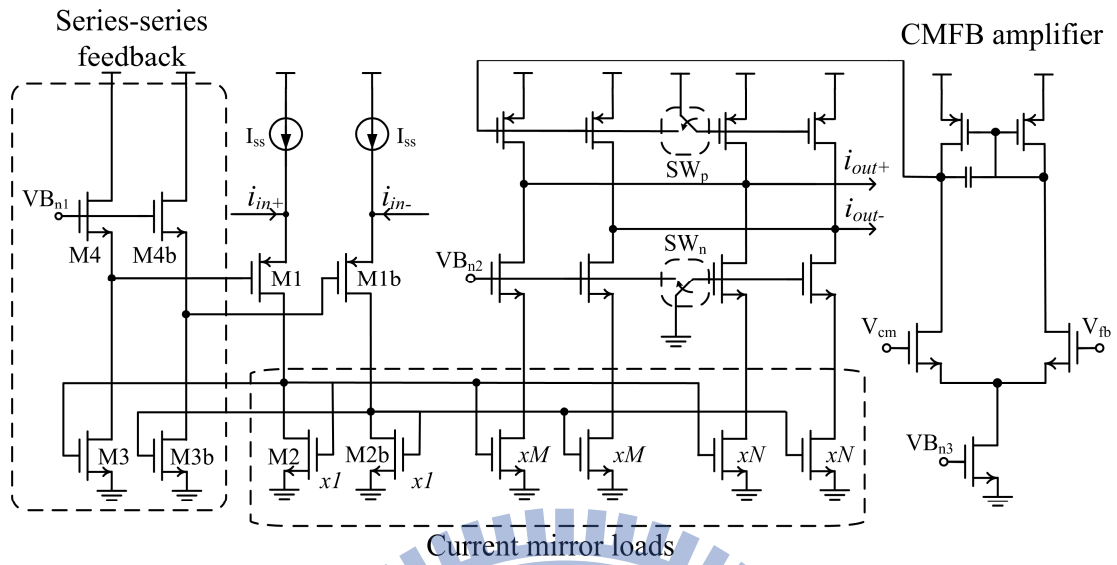 Series-series
feedback
CMFB amplifier
Iss
Iss
SWp
iout+
VBn1
iin+
iin-
M4
M4b
iout-
SWn
M1
M1b
VBn2
Vcm
Vfb
M3
M3b
M2
M2b
xM
xM
xN
xN
VBn3
x1
x1
Current mirror loads